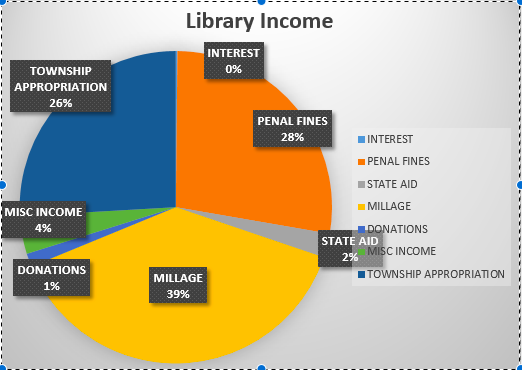 Library Income
INTEREST
0%
PENAL FINES
28%
STATE AID
2%
MILLAGE
39%
DONATIONS
1%
MISC INCOME
4%
TOWNSHIP
APPROPRIATION
26%
INTEREST
PENAL FINES
STATE AID
MILLAGE
DONATIONS
MISC INCOME
TOWNSHIP APPROPRIATION